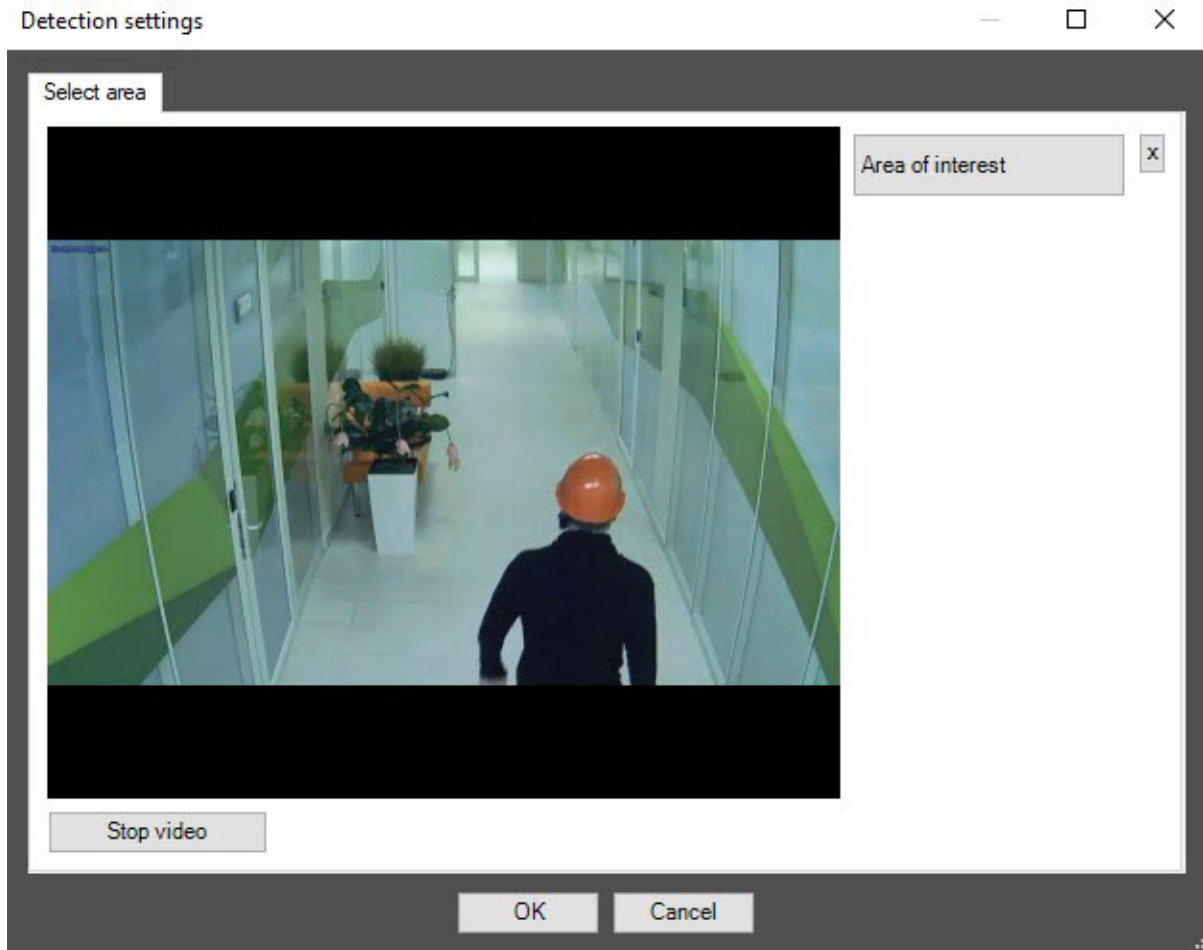 Detection settings
Select area
Area of interest
x
Stop video
OK
Cancel